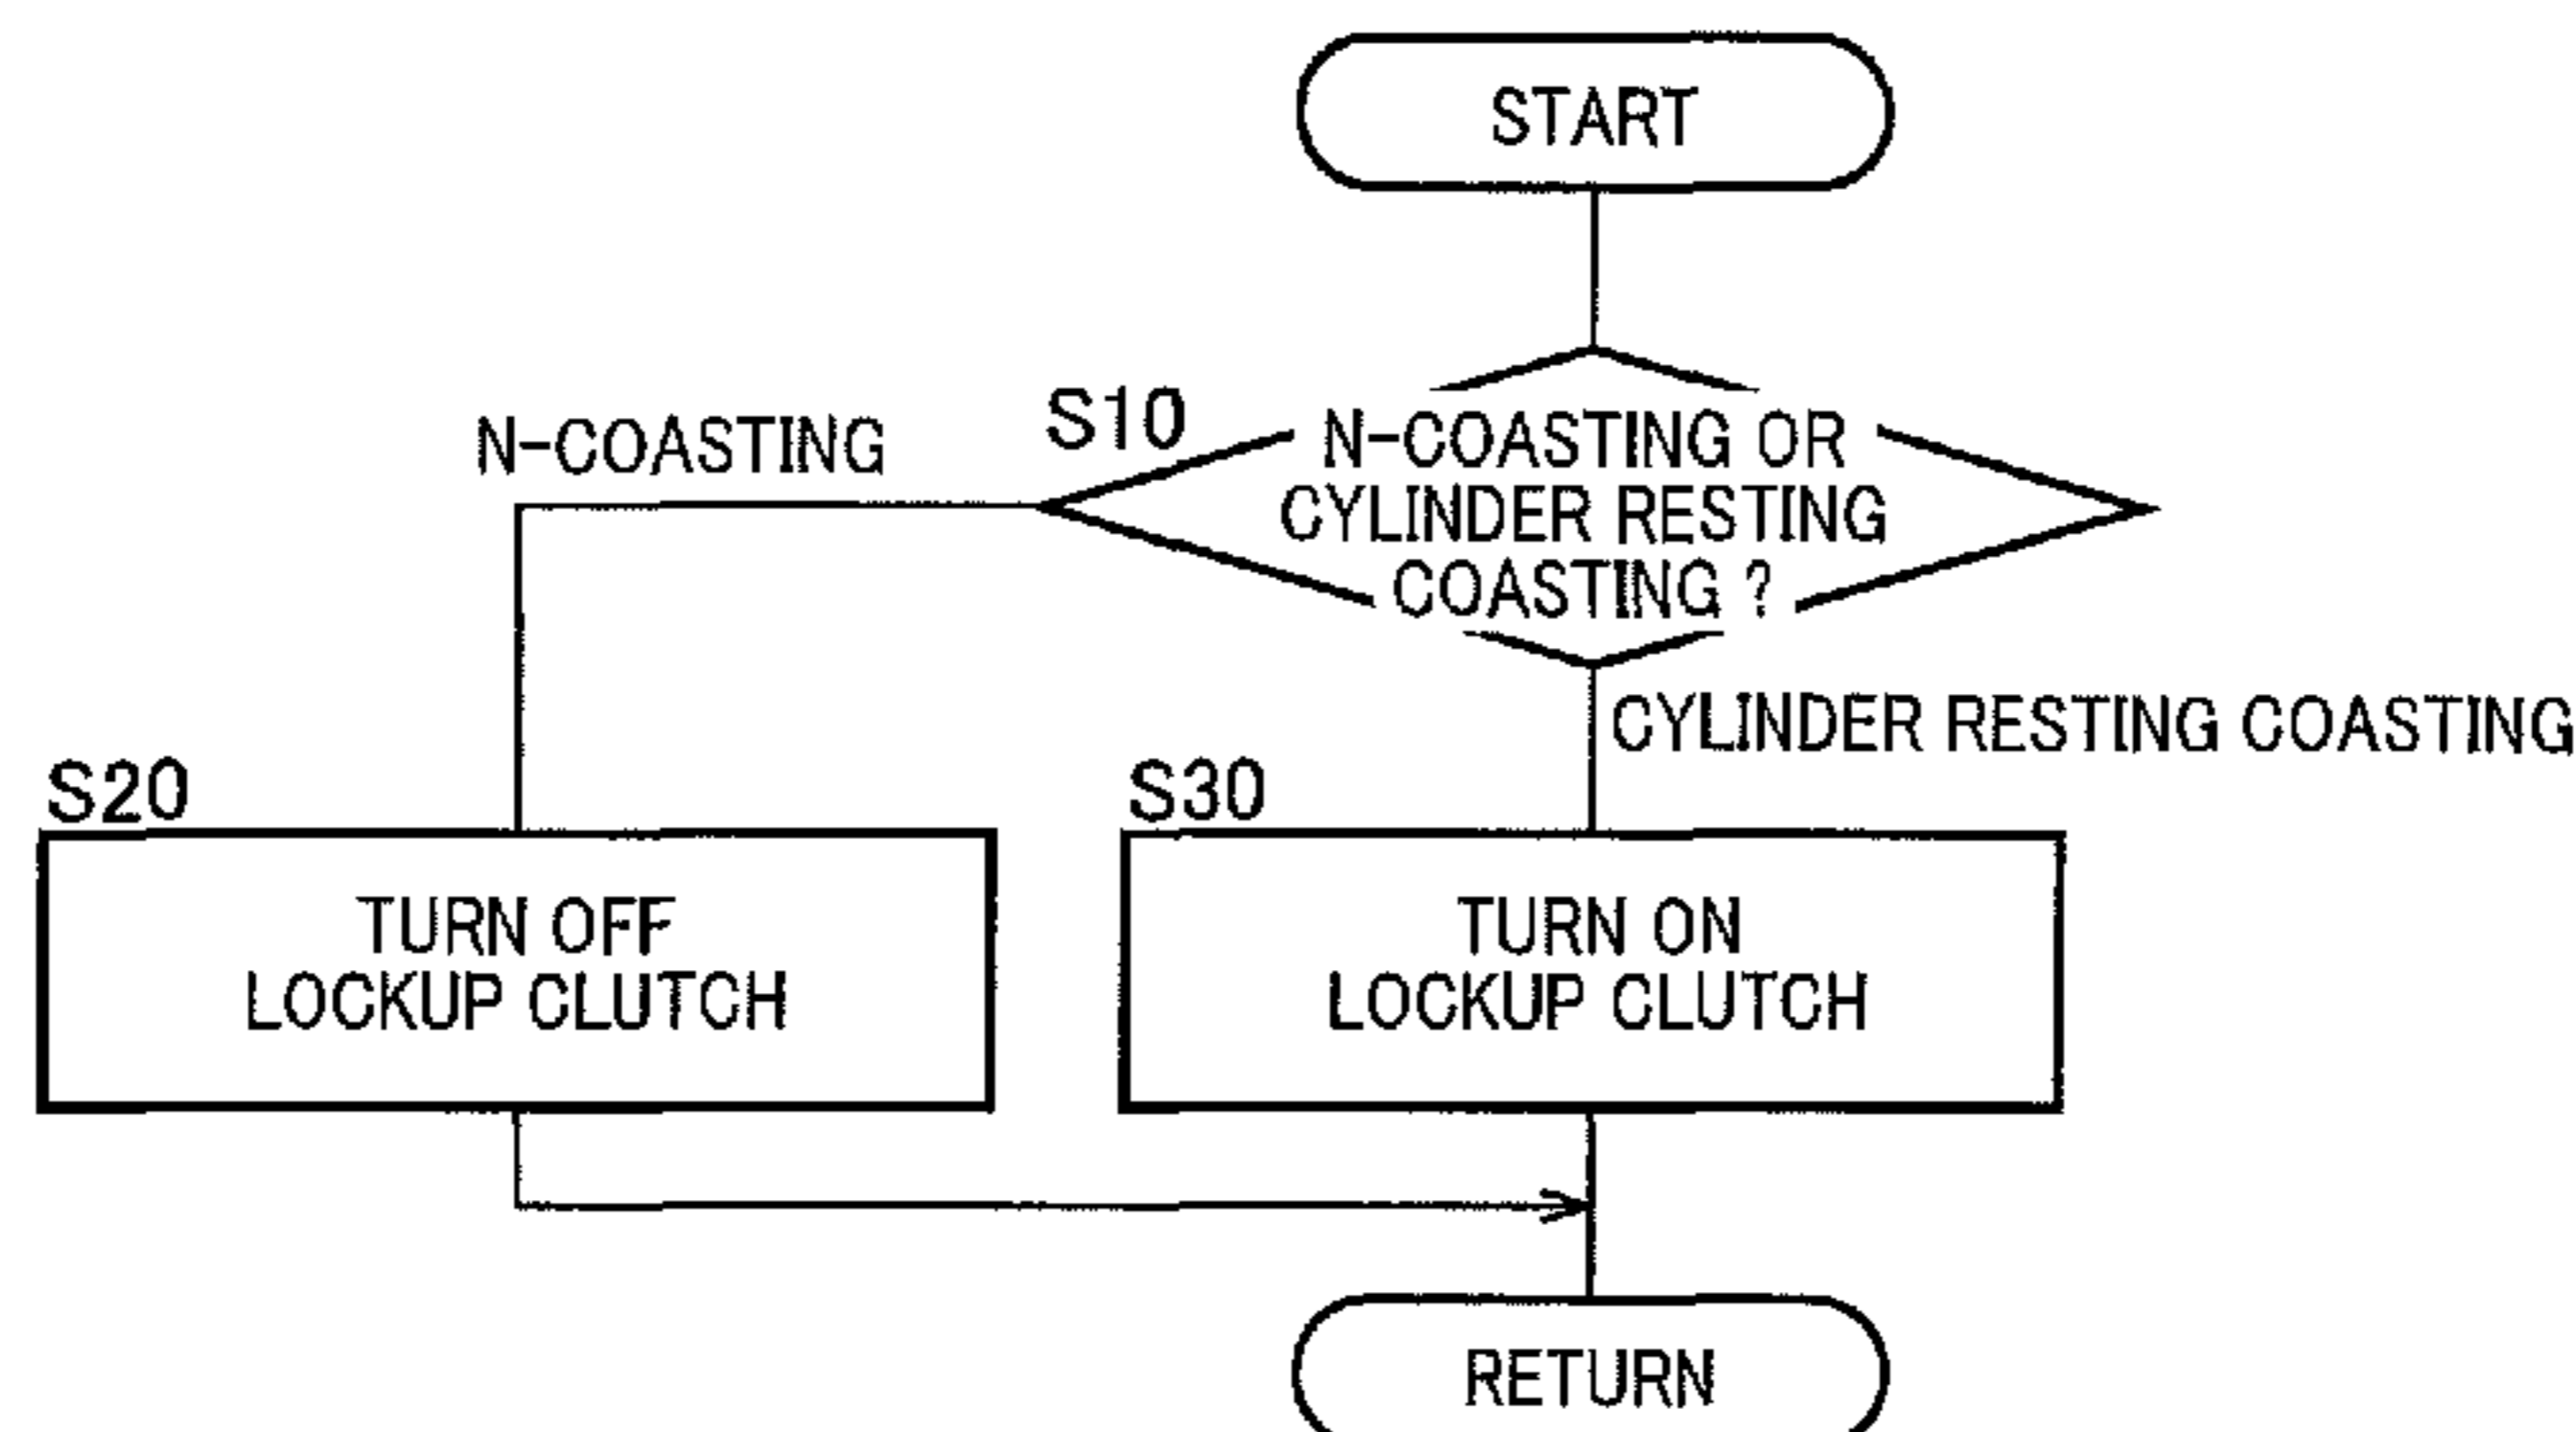 START
S10
N-COASTING
N-COASTING OR
CYLINDER RESTING
COASTING ?
CYLINDER RESTING COASTING
S20
TURN OFF
LOCKUP CLUTCH
S30
TURN ON
LOCKUP CLUTCH
RETURN